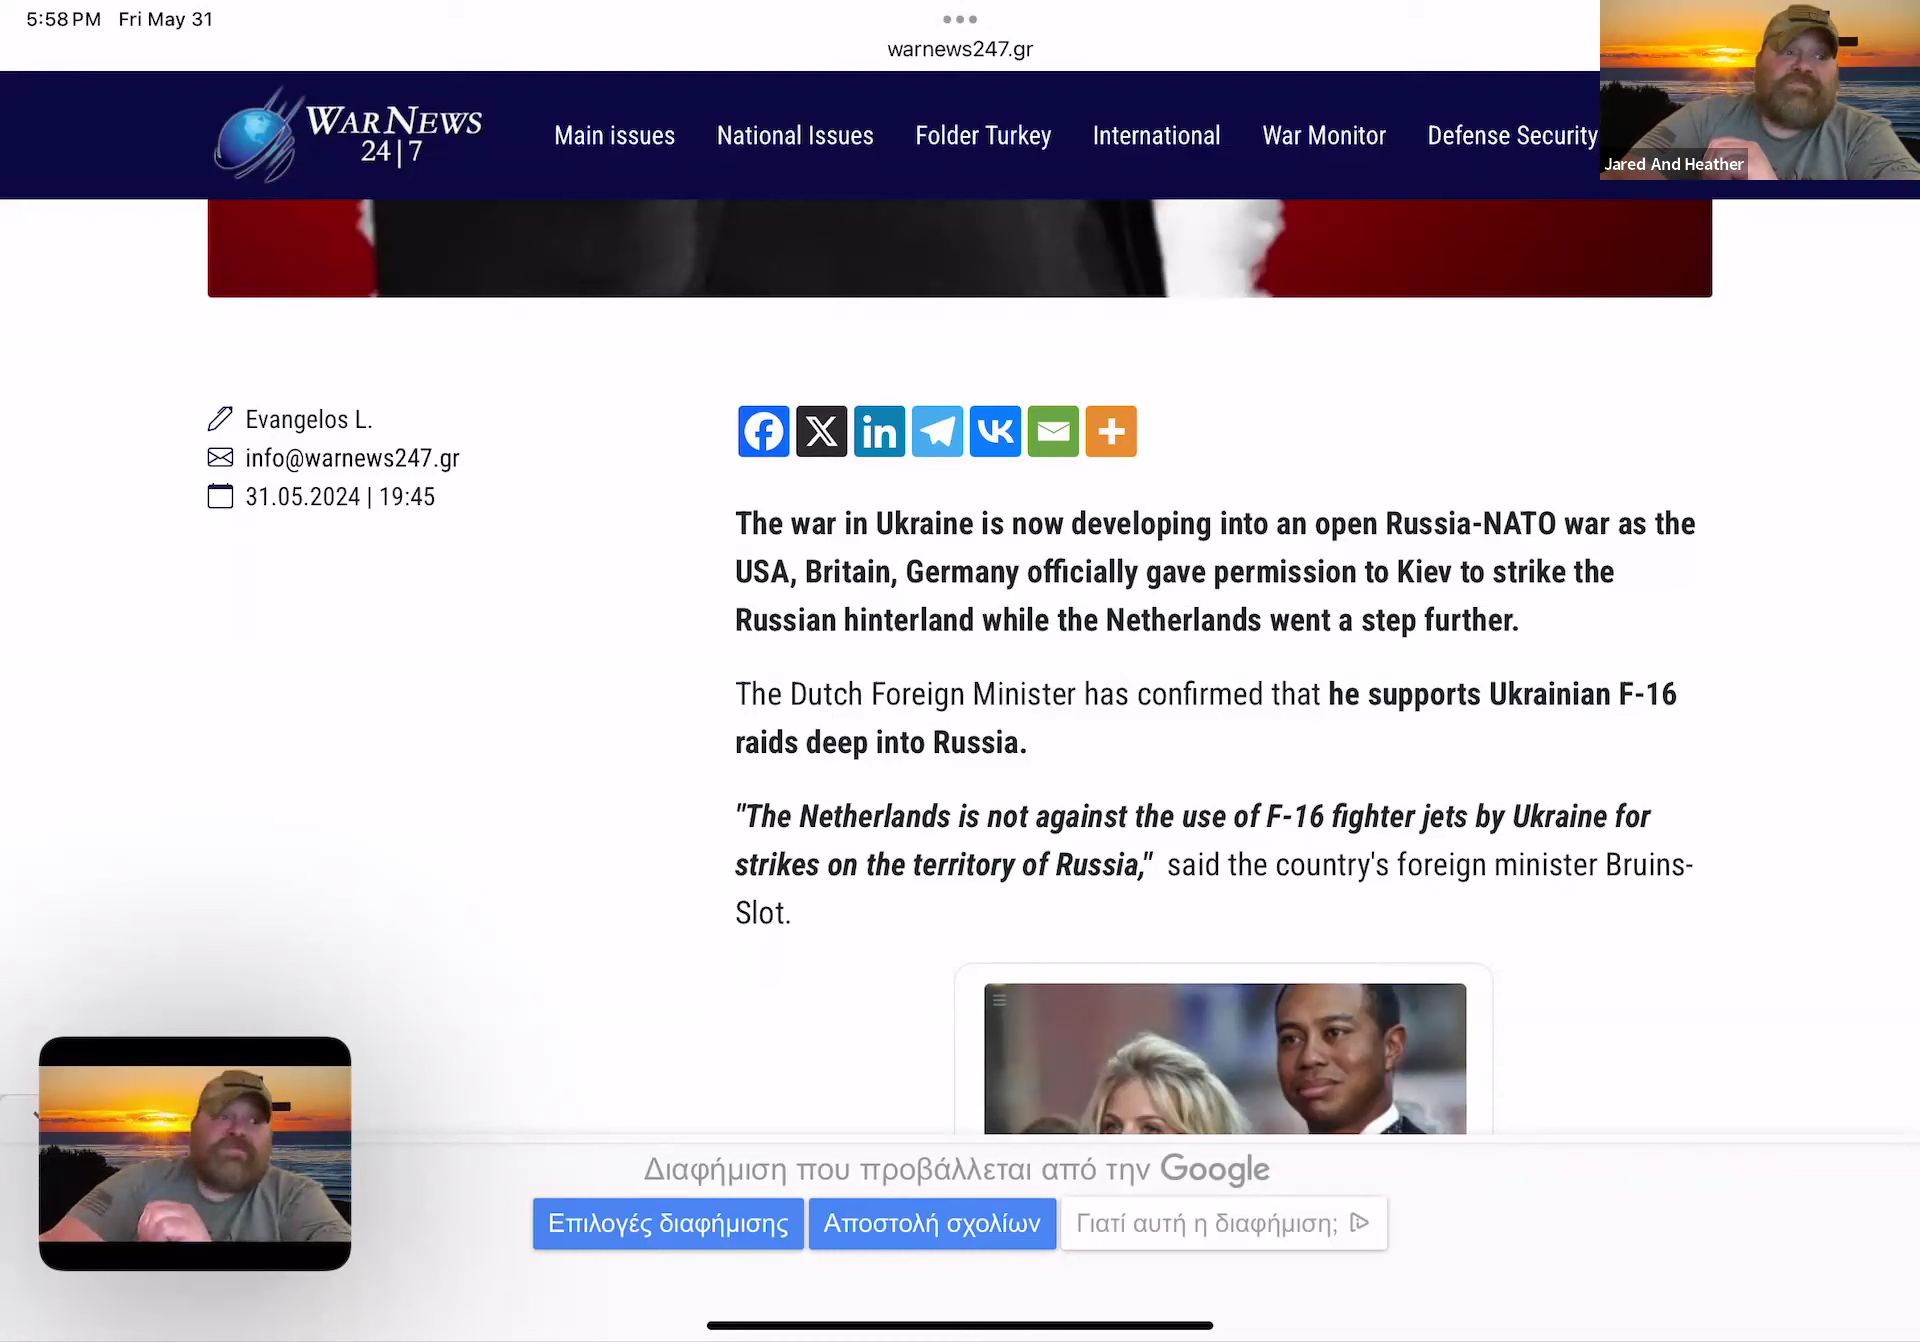 5:58 PM Fri May 31
warnews247.gr
WARNEWS
24|7
Main issues
National Issues
Folder Turkey
International
War Monitor
Defense Security
Jared And Heather
Evangelos L.
info@warnews247.gr
31.05.2024 | 19:45
The war in Ukraine is now developing into an open Russia-NATO war as the
USA, Britain, Germany officially gave permission to Kiev to strike the
Russian hinterland while the Netherlands went a step further.
The Dutch Foreign Minister has confirmed that he supports Ukrainian F-16
raids deep into Russia.
"The Netherlands is not against the use of F-16 fighter jets by Ukraine for
strikes on the territory of Russia," said the country's foreign minister Bruins-
Slot.
Διαφήμιση που προβάλλεται από την Google
Επιλογές διαφήμισης
Αποστολή σχολίων
Γιατί αυτή η διαφήμιση;